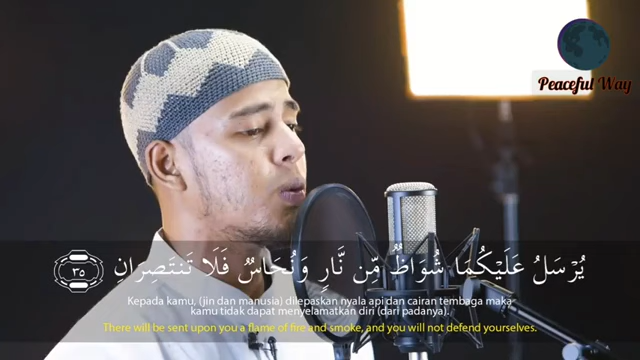 Peaceful Way
يُرْسَلُ عَلَيْكُمَا شُوَاظٌ مِّن نَّارٍ وَنُحَاسٌ فَلَا تَنتَصِرَانِ ٣٥
Kepada kamu, (jin dan manusia) dilepaskan nyala api dan cairan tembaga maka
kamu tidak dapat menyelamatkan diri (dari padanya).
There will be sent upon you a flame of fire and smoke, and you will not defend yourselves.